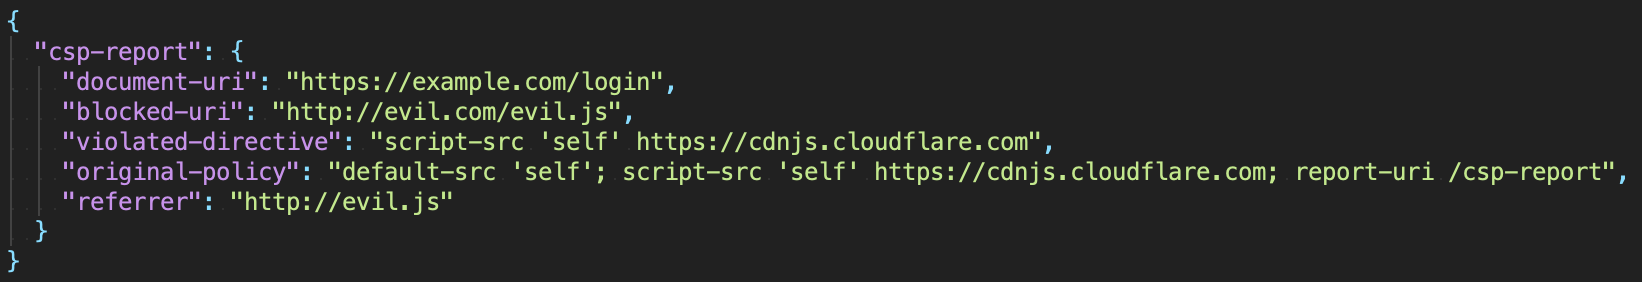 {
"csp-report": {
"document-uri": "https://example.com/login",
"blocked-uri": "http://evil.com/evil.js",
"violated-directive": "script-src 'self' https://cdnjs.cloudflare.com",
"original-policy": "default-src 'self'; script-src 'self' https://cdnjs.cloudflare.com; report-uri /csp-report",
"referrer": "http://evil.js"
}
}